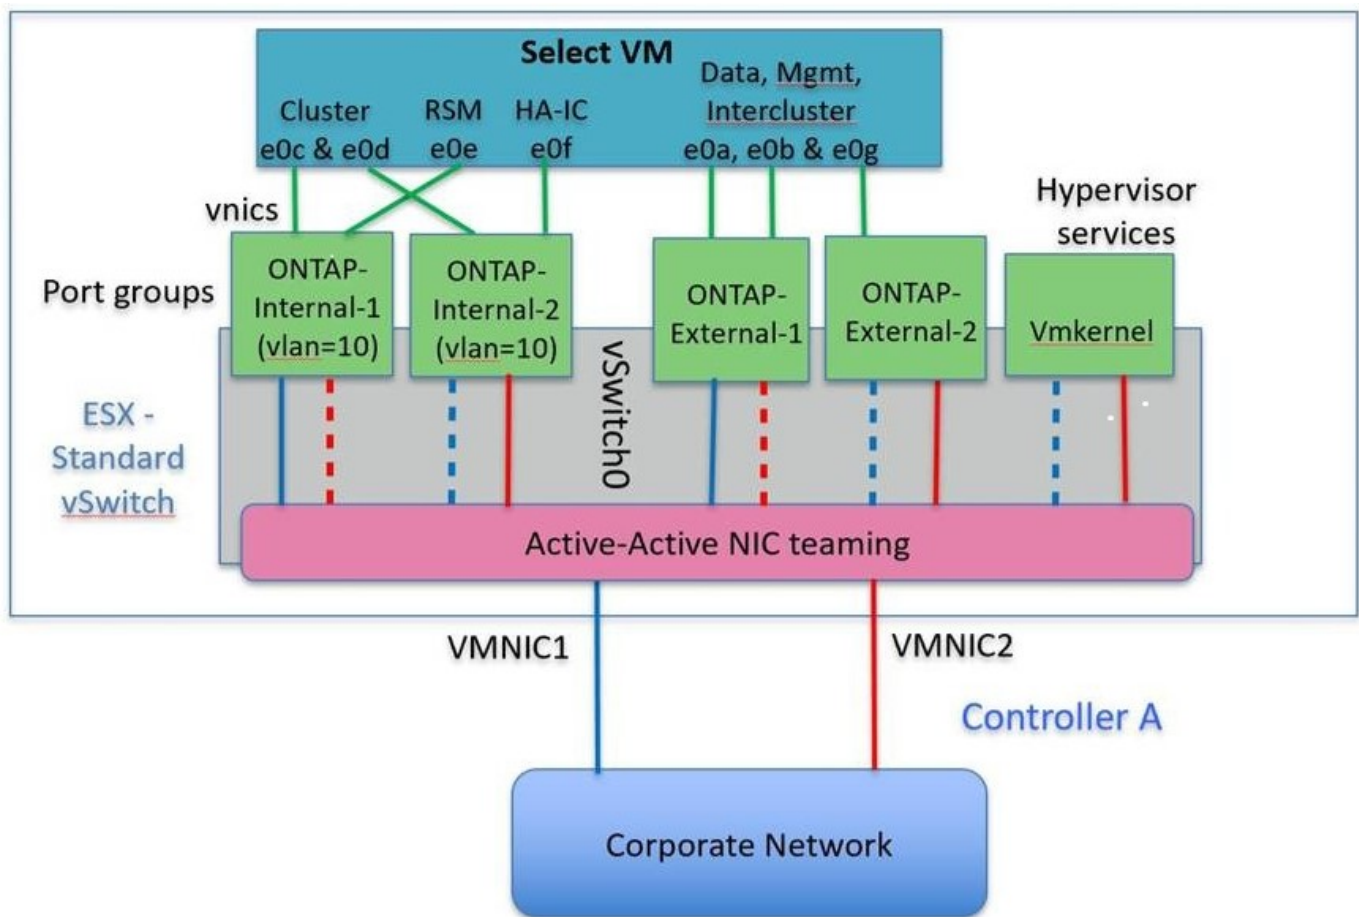 Select VM
Cluster
e0c & e0d
RSM
e0e
HA-IC
e0f
Data, Mgmt,
Intercluster
e0a, e0b & e0g
vnics
Hypervisor
services
Port groups
ONTAP-
Internal-1
(vlan=10)
ONTAP-
Internal-2
(vlan=10)
ONTAP-
External-1
ONTAP-
External-2
Vmkernel
vSwitch0
ESX -
Standard
vSwitch
Active-Active NIC teaming
VMNIC1
VMNIC2
Controller A
Corporate Network